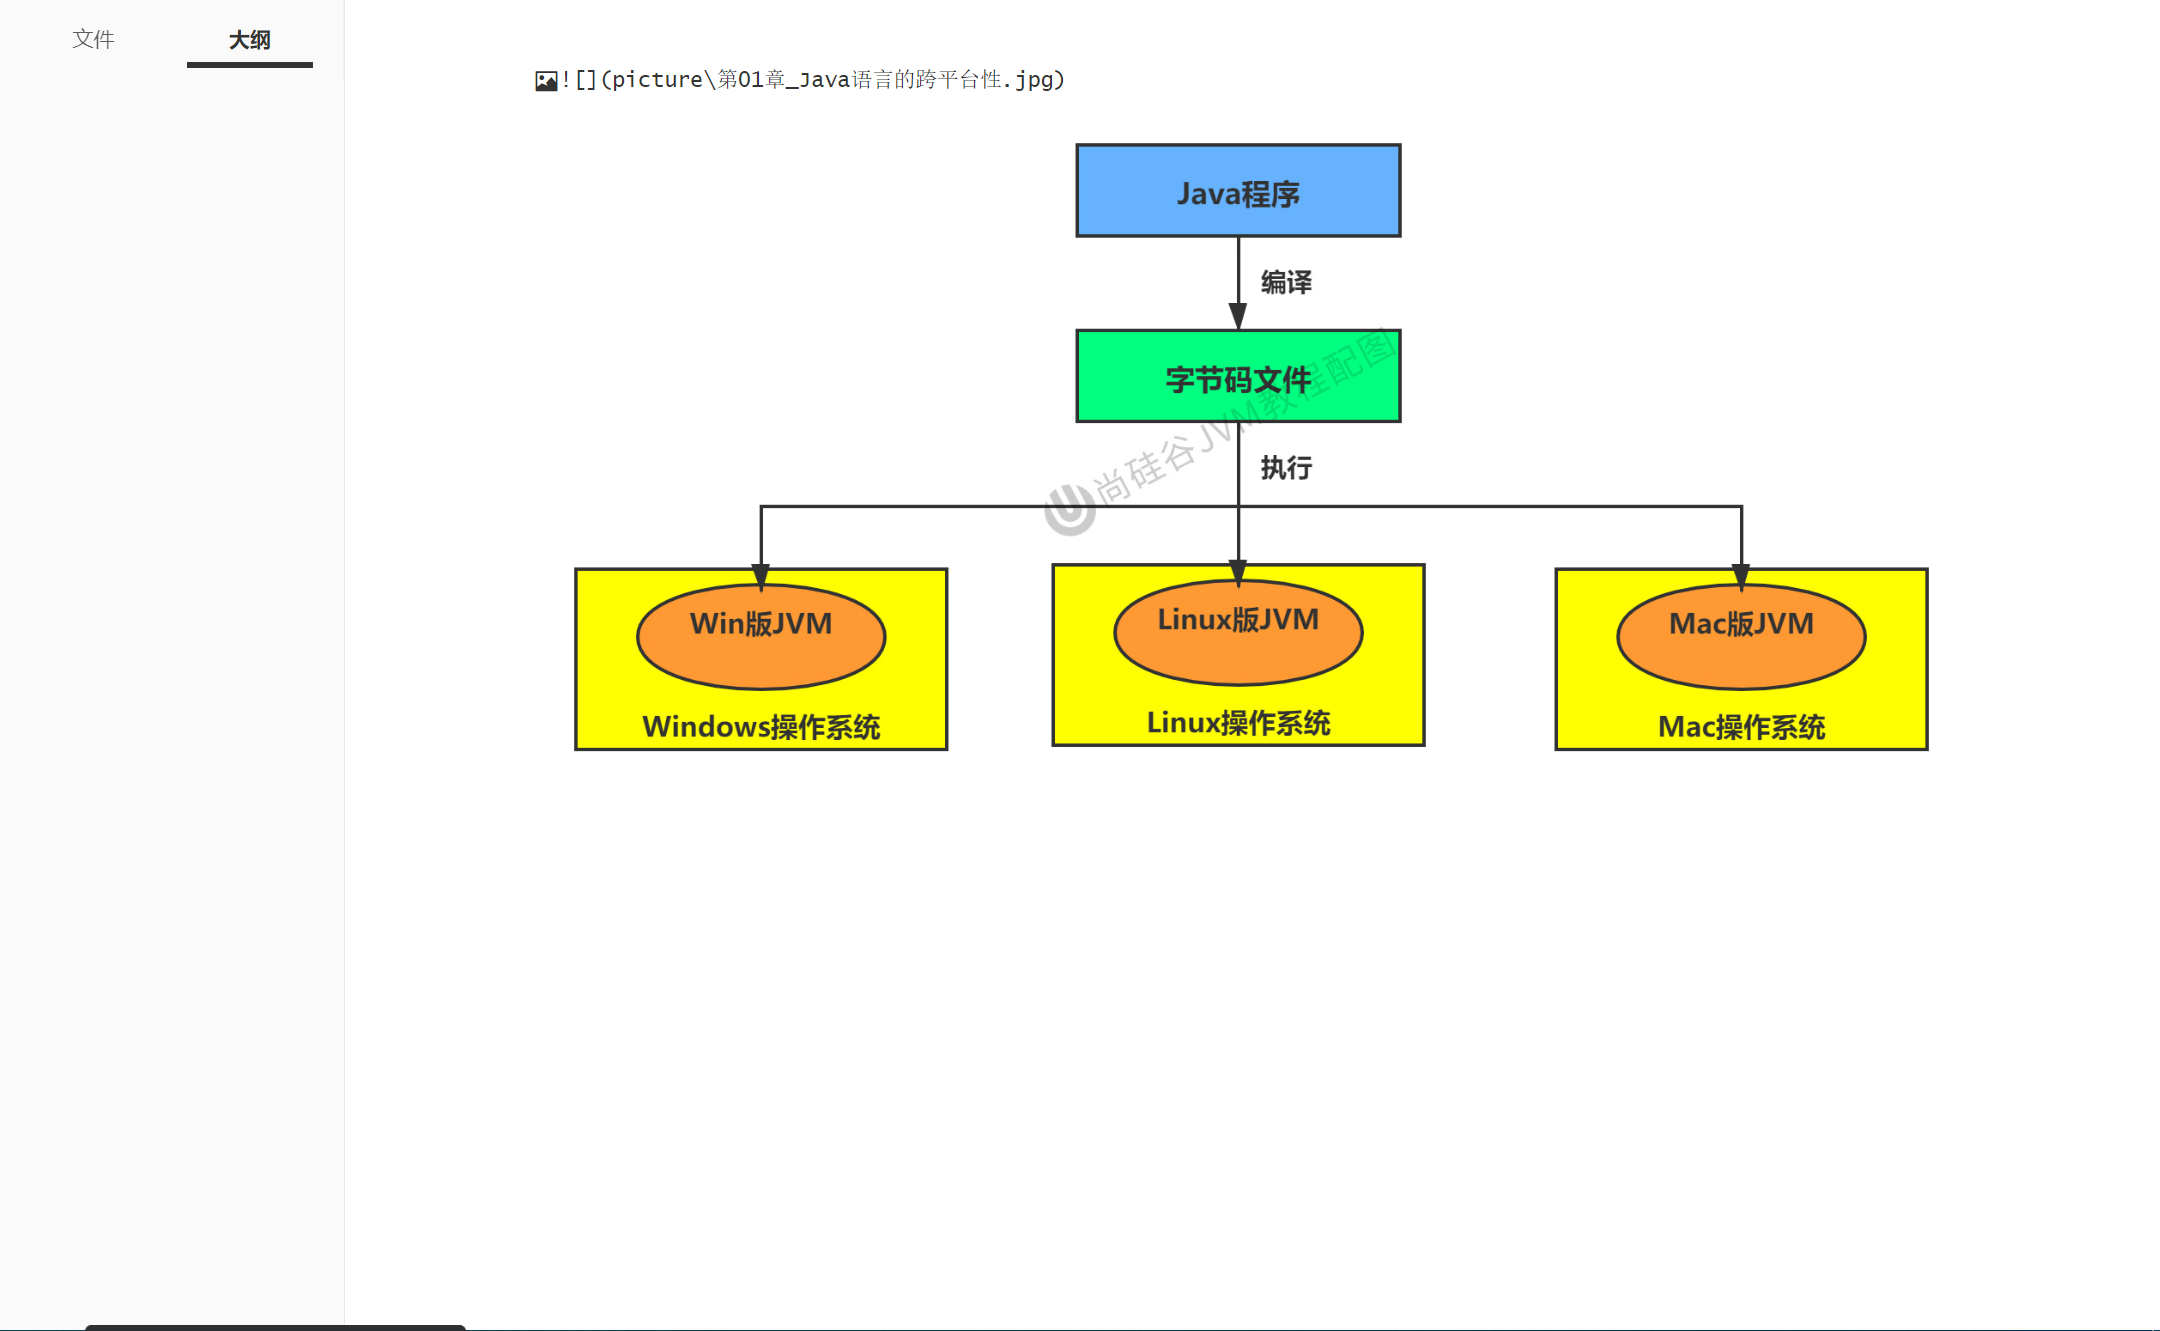 文件 大纲
![](picture\第01章_Java语言的跨平台性.jpg)
Java程序
编译
字节码文件
尚硅谷JVM教程配图
执行
Win版JVM
Linux版JVM
Mac版JVM
Windows操作系统
Linux操作系统
Mac操作系统